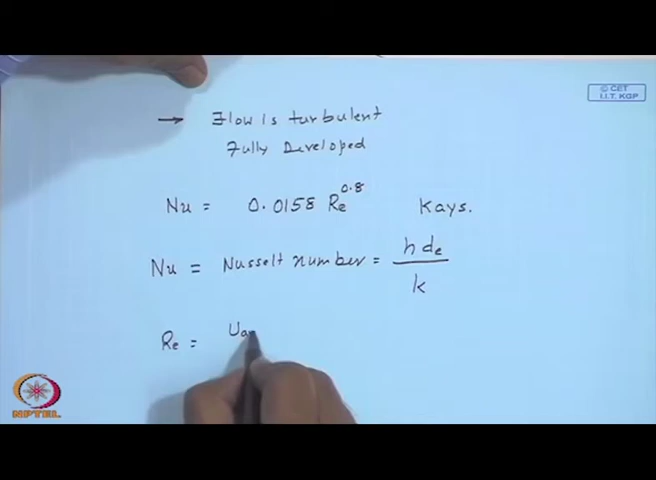 © CET
I.I.T. KGP
→ Flow is turbulent
Fully Developed
Nu = 0.0158 Re^0.8 Kays.
Nu = Nusselt number = h de / k
Re = Ua
NPTEL